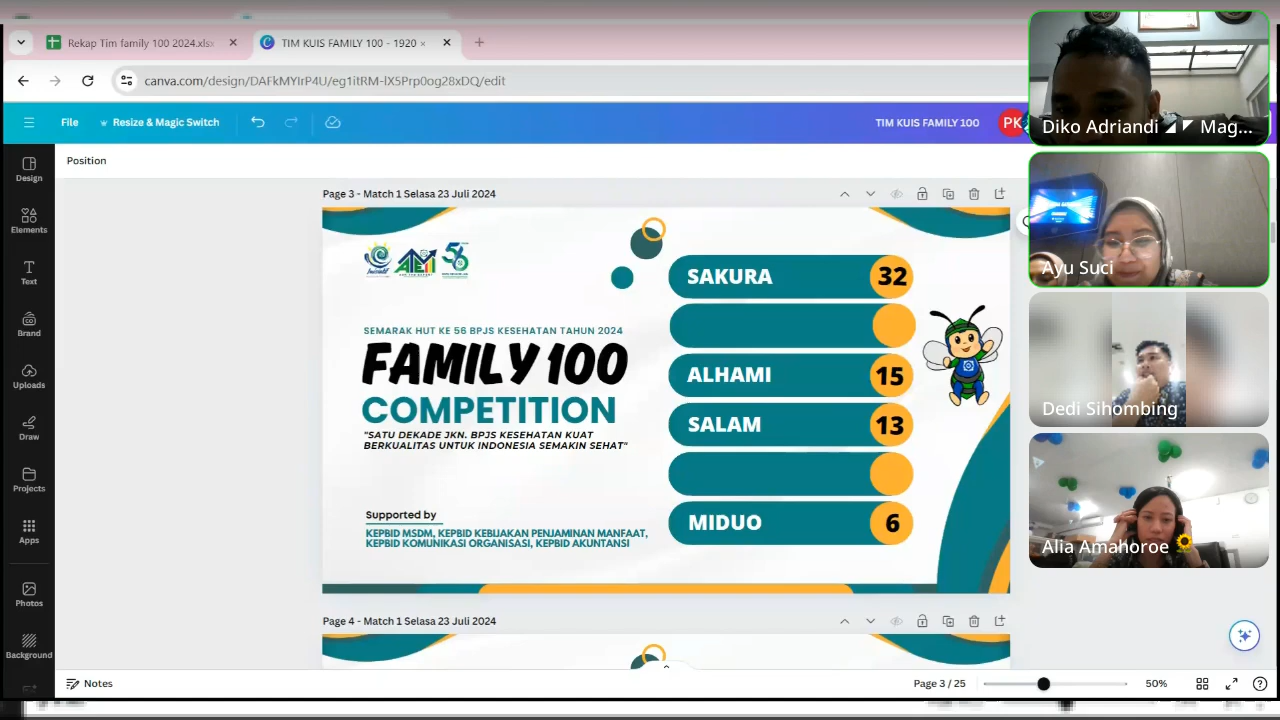 Rekap Tim family 100 2024.xls
TIM KUIS FAMILY 100 - 1920 ×
canva.com/design/DAFkMYIrP4U/eg1itRM-lX5Prp0og28xDQ/edit
File
Resize & Magic Switch
TIM KUIS FAMILY 100
PK
Position
Design
Elements
Text
Brand
Uploads
Draw
Projects
Apps
Photos
Background
Page 3 - Match 1 Selasa 23 Juli 2024
SEMARAK HUT KE 56 BPJS KESEHATAN TAHUN 2024
FAMILY 100
COMPETITION
"SATU DEKADE JKN. BPJS KESEHATAN KUAT
BERKUALITAS UNTUK INDONESIA SEMAKIN SEHAT"
Supported by
KEPBID MSDM, KEPBID KEBIJAKAN PENJAMINAN MANFAAT,
KEPBID KOMUNIKASI ORGANISASI, KEPBID AKUNTANSI
SAKURA 32
ALHAMI 15
SALAM 13
MIDUO 6
Page 4 - Match 1 Selasa 23 Juli 2024
Notes
Page 3 / 25
50%
Diko Adriandi ◢ ◤ Mag...
Ayu Suci
Dedi Sihombing
Alia Amahoroe 🌻